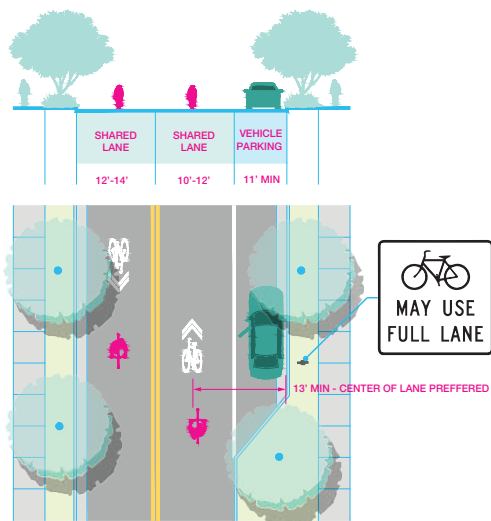 SHARED
LANE
SHARED
LANE
VEHICLE
PARKING
12'-14'
10'-12'
11' MIN
MAY USE
FULL LANE
13' MIN - CENTER OF LANE PREFFERED